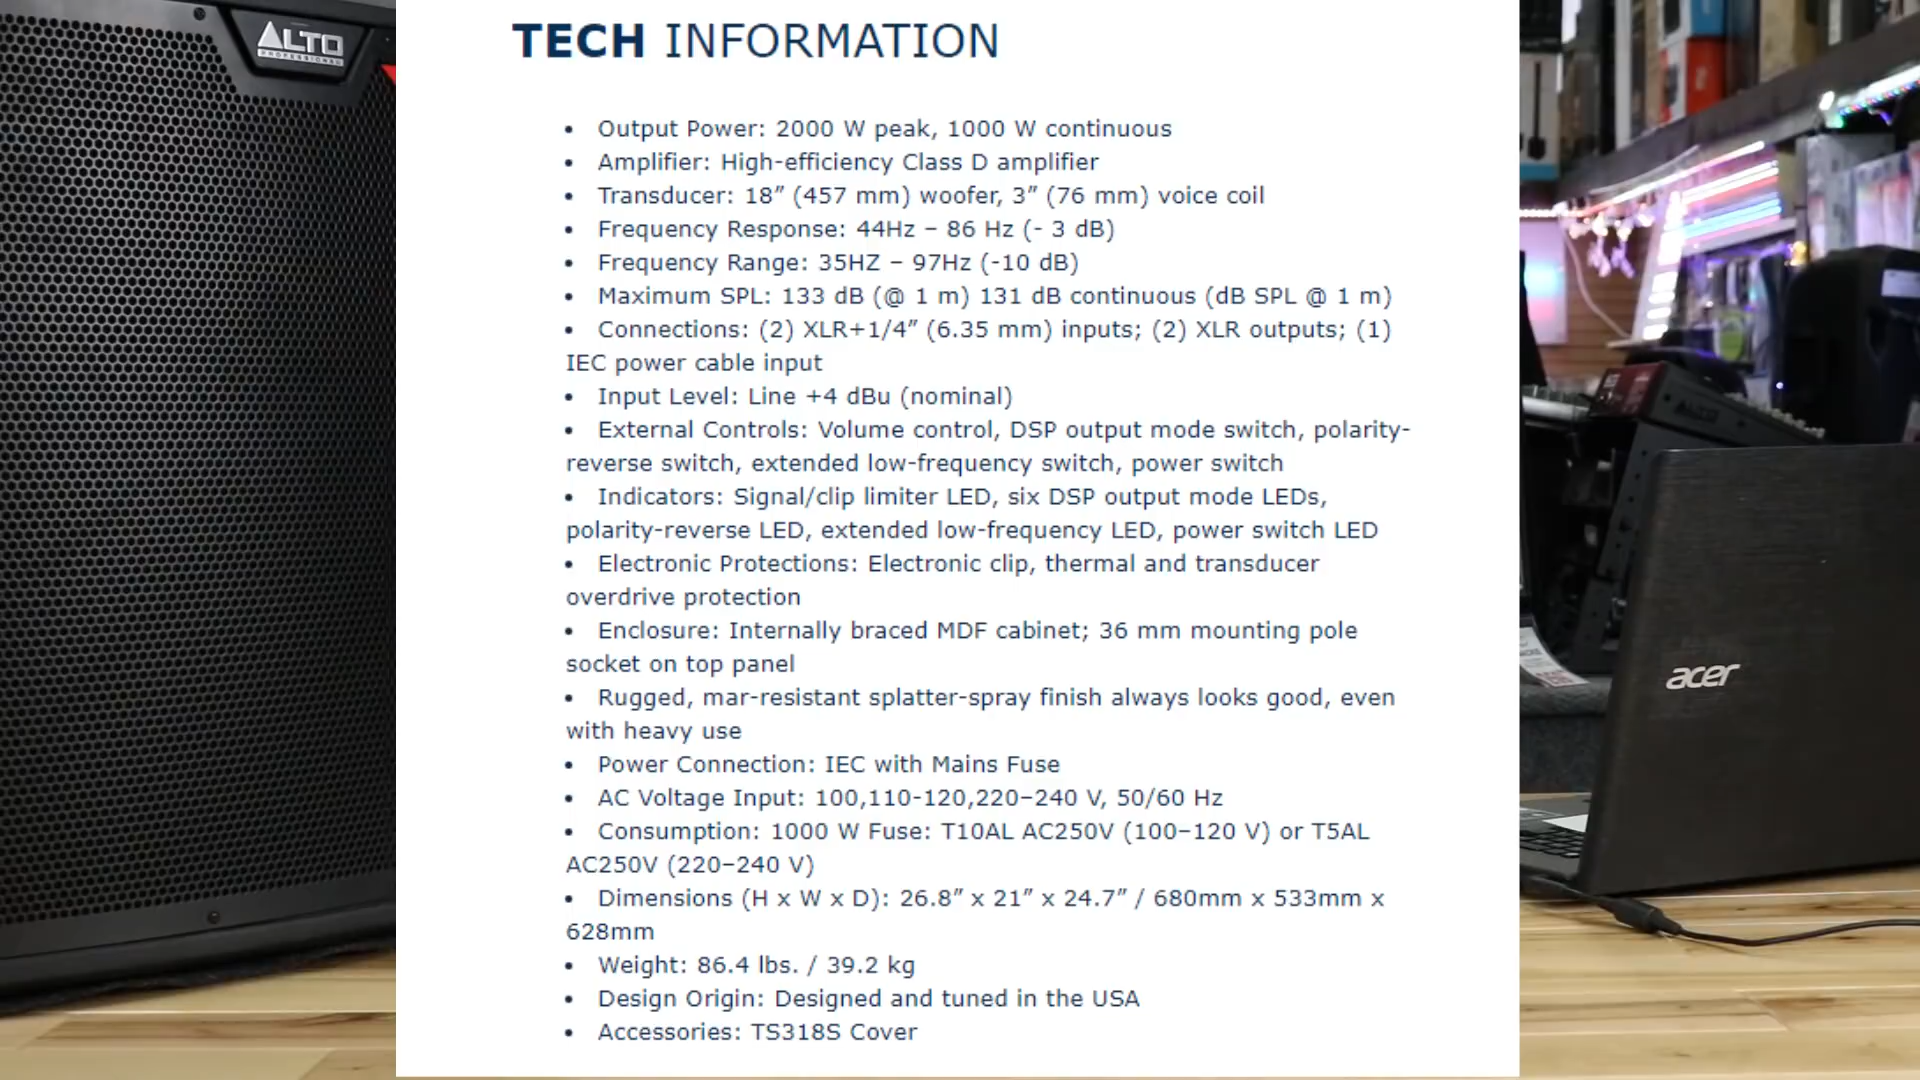 ALTO
PROFESSIONAL
TECH INFORMATION
• Output Power: 2000 W peak, 1000 W continuous
• Amplifier: High-efficiency Class D amplifier
• Transducer: 18″ (457 mm) woofer, 3″ (76 mm) voice coil
• Frequency Response: 44Hz – 86 Hz (- 3 dB)
• Frequency Range: 35HZ – 97Hz (-10 dB)
• Maximum SPL: 133 dB (@ 1 m) 131 dB continuous (dB SPL @ 1 m)
• Connections: (2) XLR+1/4″ (6.35 mm) inputs; (2) XLR outputs; (1)
IEC power cable input
• Input Level: Line +4 dBu (nominal)
• External Controls: Volume control, DSP output mode switch, polarity-
reverse switch, extended low-frequency switch, power switch
• Indicators: Signal/clip limiter LED, six DSP output mode LEDs,
polarity-reverse LED, extended low-frequency LED, power switch LED
• Electronic Protections: Electronic clip, thermal and transducer
overdrive protection
• Enclosure: Internally braced MDF cabinet; 36 mm mounting pole
socket on top panel
• Rugged, mar-resistant splatter-spray finish always looks good, even
with heavy use
• Power Connection: IEC with Mains Fuse
• AC Voltage Input: 100,110-120,220–240 V, 50/60 Hz
• Consumption: 1000 W Fuse: T10AL AC250V (100–120 V) or T5AL
AC250V (220–240 V)
• Dimensions (H x W x D): 26.8″ x 21″ x 24.7″ / 680mm x 533mm x
628mm
• Weight: 86.4 lbs. / 39.2 kg
• Design Origin: Designed and tuned in the USA
• Accessories: TS318S Cover
ALTO
acer